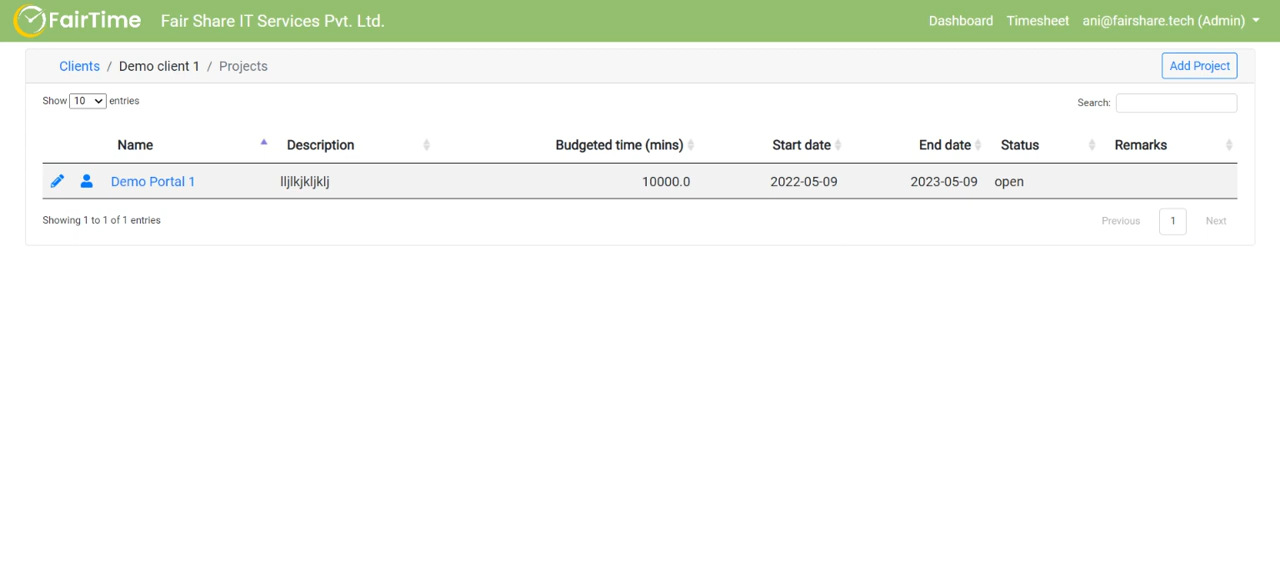 FairTime Fair Share IT Services Pvt. Ltd. Dashboard Timesheet ani@fairshare.tech (Admin)
Clients / Demo client 1 / Projects Add Project
Show 10 entries Search:
Name Description Budgeted time (mins) Start date End date Status Remarks
Demo Portal 1 lljlkjkljklj 10000.0 2022-05-09 2023-05-09 open
Showing 1 to 1 of 1 entries Previous 1 Next